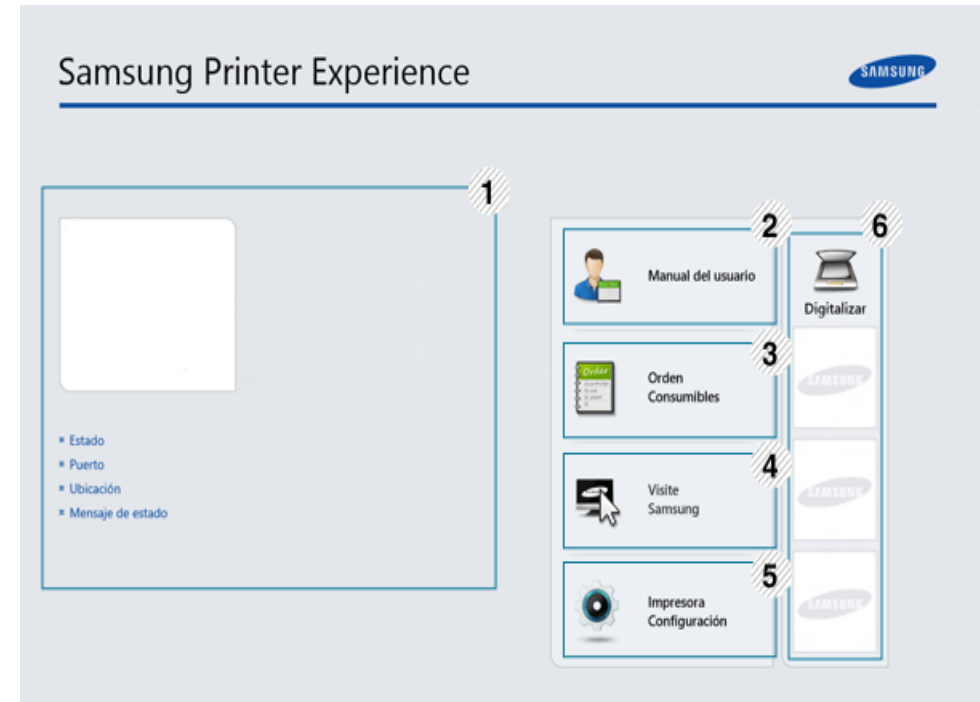 Samsung Printer Experience
SAMSUNG
1
Estado
Puerto
Ubicación
Mensaje de estado
2
Manual del usuario
3
Order
Orden
Consumibles
4
Visite
Samsung
5
Impresora
Configuración
6
Digitalizar
SAMSUNG
SAMSUNG
SAMSUNG